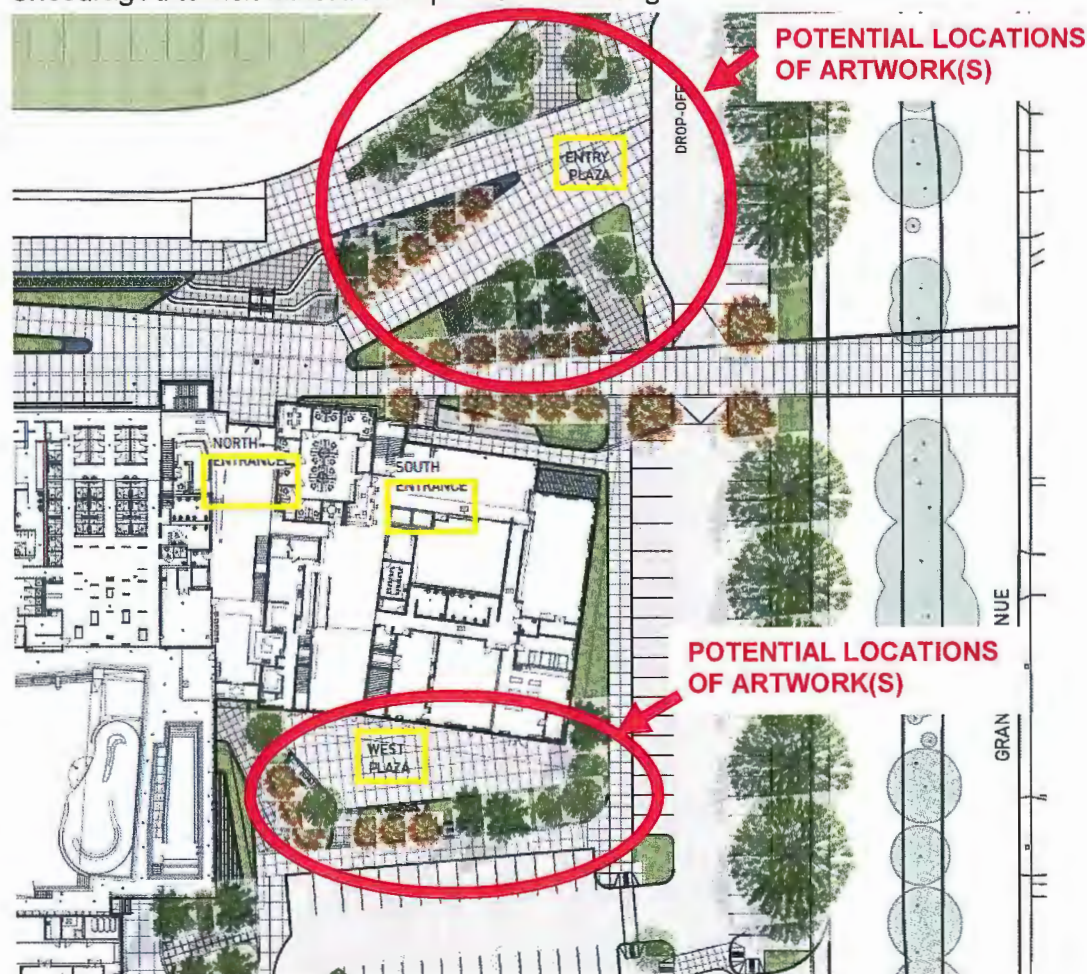 POTENTIAL LOCATIONS
OF ARTWORK(S)
DROP-OFF
ENTRY
PLAZA
NORTH
ENTRANCE
SOUTH
ENTRANCE
NUE
POTENTIAL LOCATIONS
OF ARTWORK(S)
GRAN
WEST
PLAZA